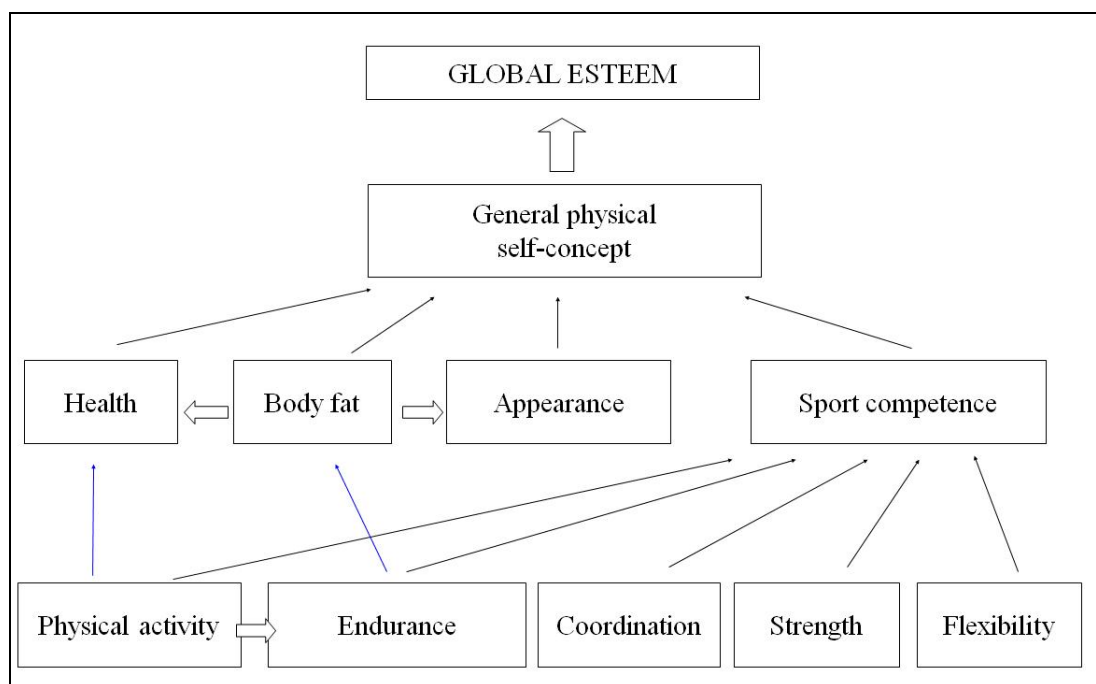 GLOBAL ESTEEM
General physical
self-concept
Health
Body fat
Appearance
Sport competence
Physical activity
Endurance
Coordination
Strength
Flexibility